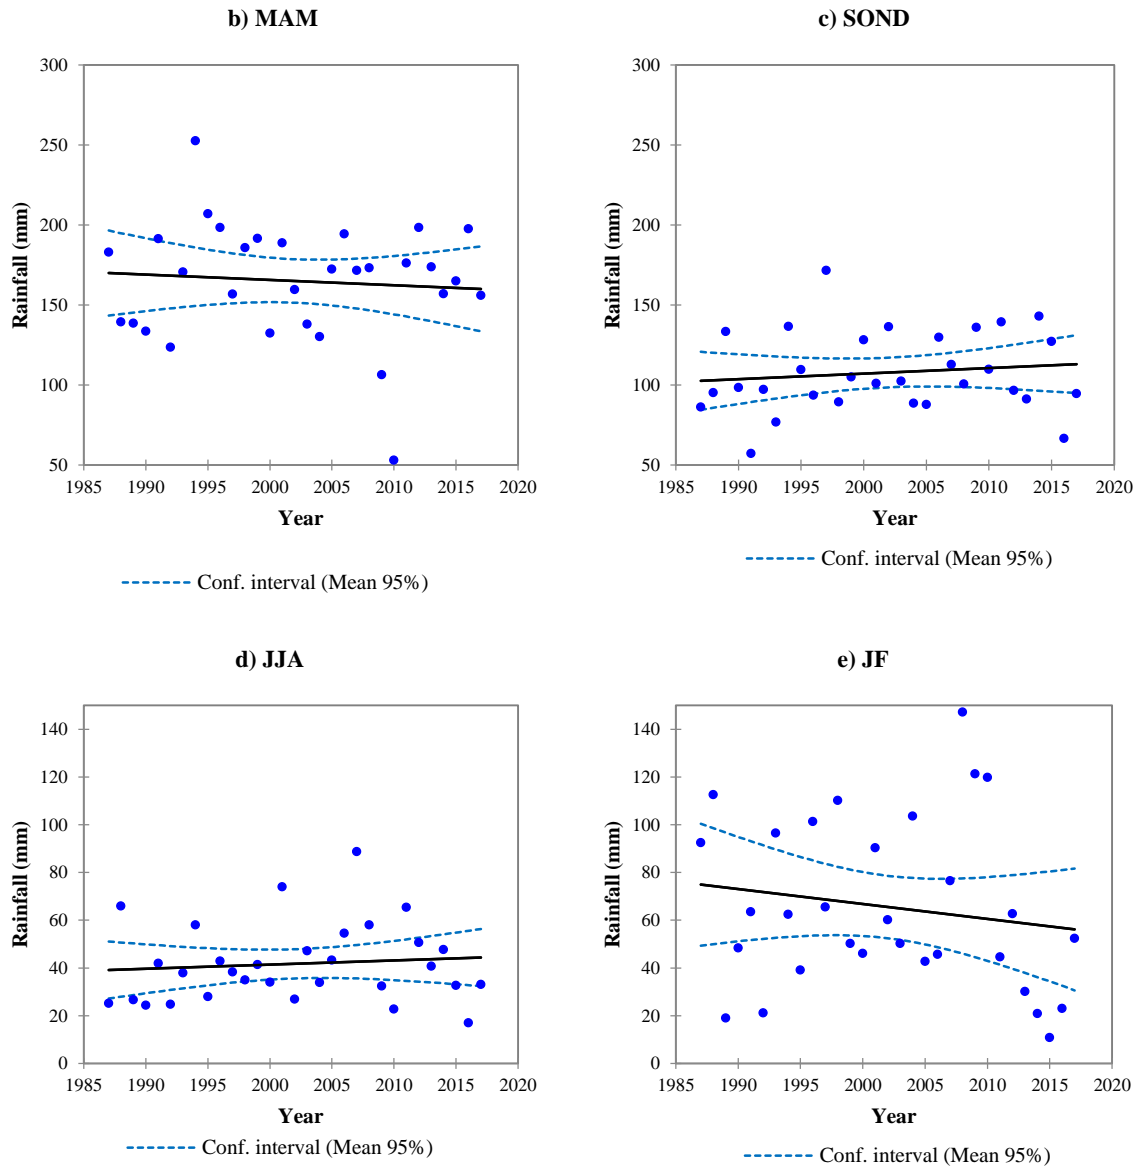 b) MAM
300
250
200
150
100
50
1985 1990 1995 2000 2005 2010 2015 2020
Rainfall (mm)
Year
Conf. interval (Mean 95%)
c) SOND
300
250
200
150
100
50
1985 1990 1995 2000 2005 2010 2015 2020
Rainfall (mm)
Year
Conf. interval (Mean 95%)
d) JJA
140
120
100
80
60
40
20
0
1985 1990 1995 2000 2005 2010 2015 2020
Rainfall (mm)
Year
Conf. interval (Mean 95%)
e) JF
140
120
100
80
60
40
20
0
1985 1990 1995 2000 2005 2010 2015 2020
Rainfall (mm)
Year
Conf. interval (Mean 95%)